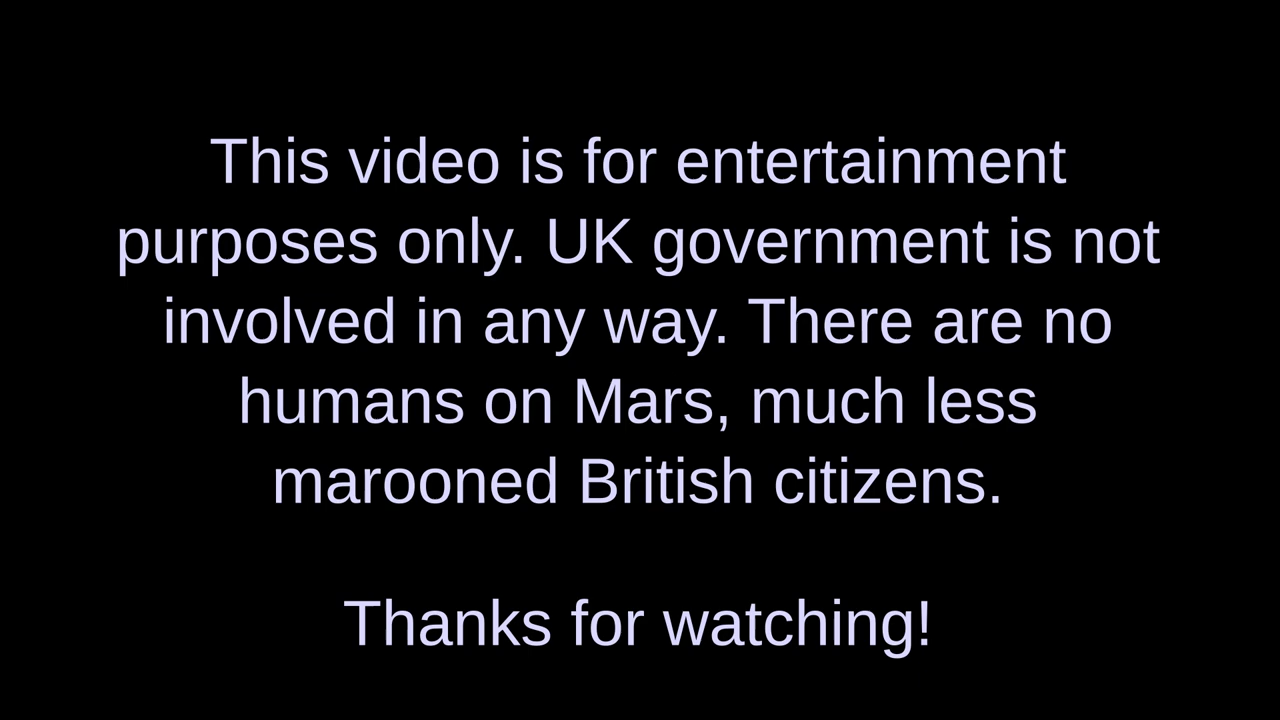 This video is for entertainment
purposes only. UK government is not
involved in any way. There are no
humans on Mars, much less
marooned British citizens.
Thanks for watching!